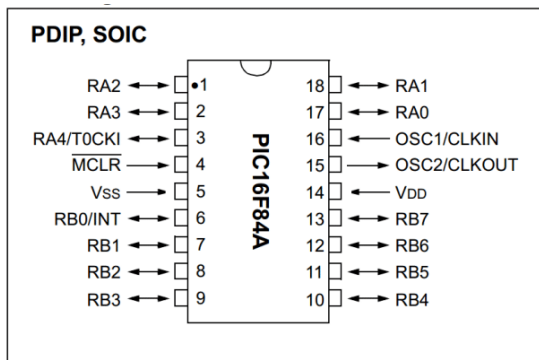 PDIP, SOIC
RA2 ↔ •1 18 ↔ RA1
RA3 ↔ 2 17 ↔ RA0
RA4/T0CKI ↔ 3 16 ← OSC1/CLKIN
MCLR → 4 15 → OSC2/CLKOUT
VSS → 5 14 ← VDD
RB0/INT ↔ 6 13 ↔ RB7
RB1 ↔ 7 12 ↔ RB6
RB2 ↔ 8 11 ↔ RB5
RB3 ↔ 9 10 ↔ RB4
PIC16F84A